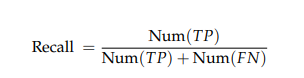 Recall = Num(TP) / Num(TP) + Num(FN)